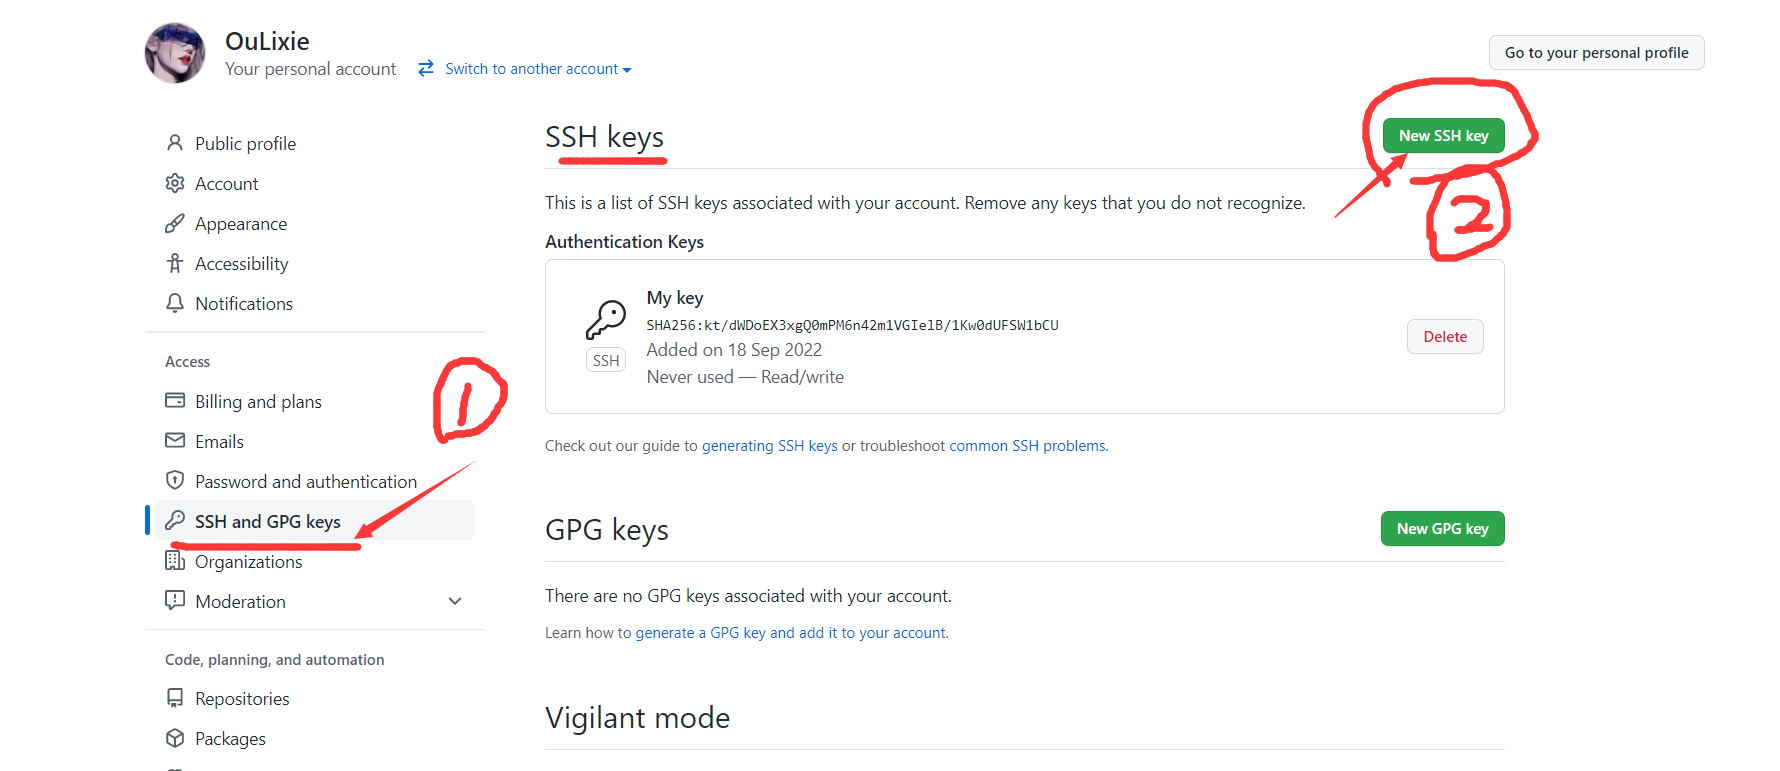 OuLixie
Your personal account
Switch to another account
Go to your personal profile
Public profile
Account
Appearance
Accessibility
Notifications
Access
Billing and plans
Emails
Password and authentication
SSH and GPG keys
Organizations
Moderation
Code, planning, and automation
Repositories
Packages
1
SSH keys
New SSH key
2
This is a list of SSH keys associated with your account. Remove any keys that you do not recognize.
Authentication Keys
My key
SHA256:kt/dWDoEX3xgQ0mPM6n42m1VGIelB/1Kw0dUFSW1bCU
SSH
Added on 18 Sep 2022
Never used — Read/write
Delete
Check out our guide to generating SSH keys or troubleshoot common SSH problems.
GPG keys
New GPG key
There are no GPG keys associated with your account.
Learn how to generate a GPG key and add it to your account.
Vigilant mode